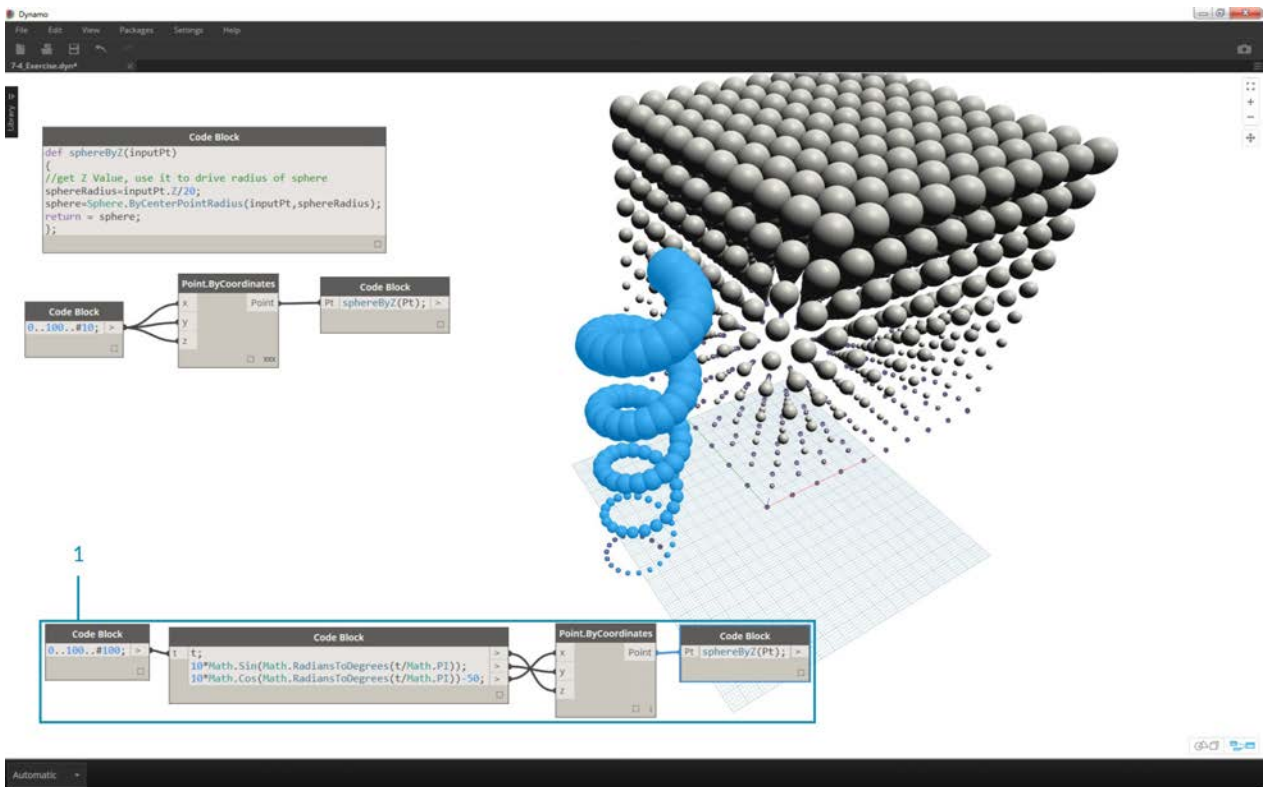 Dynamo
File Edit View Packages Settings Help
7-4_Exercise.dyn*
Library
Code Block
def sphereByZ(inputPt)
{
//get Z Value, use it to drive radius of sphere
sphereRadius=inputPt.Z/20;
sphere=Sphere.ByCenterPointRadius(inputPt,sphereRadius);
return = sphere;
};
Code Block
0..100..#10; >
Point.ByCoordinates
x Point
y
z
xxx
Code Block
Pt sphereByZ(Pt); >
1
Code Block
0..100..#100; >
Code Block
t t; >
10*Math.Sin(Math.RadiansToDegrees(t/Math.PI)); >
10*Math.Cos(Math.RadiansToDegrees(t/Math.PI))-50; >
Point.ByCoordinates
x Point
y
z
l
Code Block
Pt sphereByZ(Pt); >
Automatic